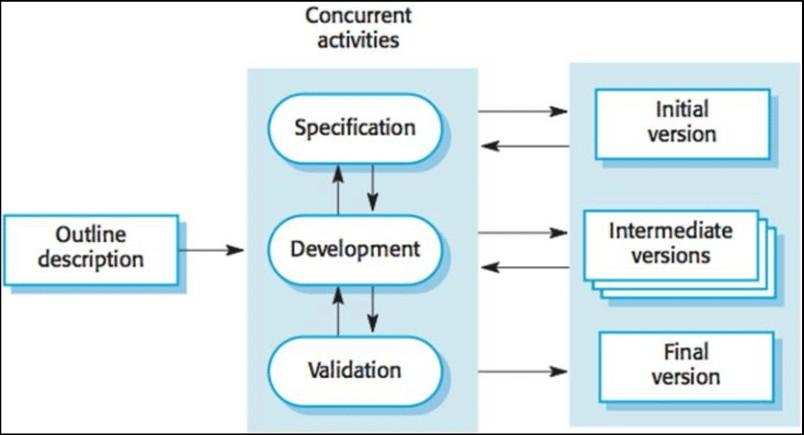 Concurrent
activities
Outline
description
Specification
Development
Validation
Initial
version
Intermediate
versions
Final
version